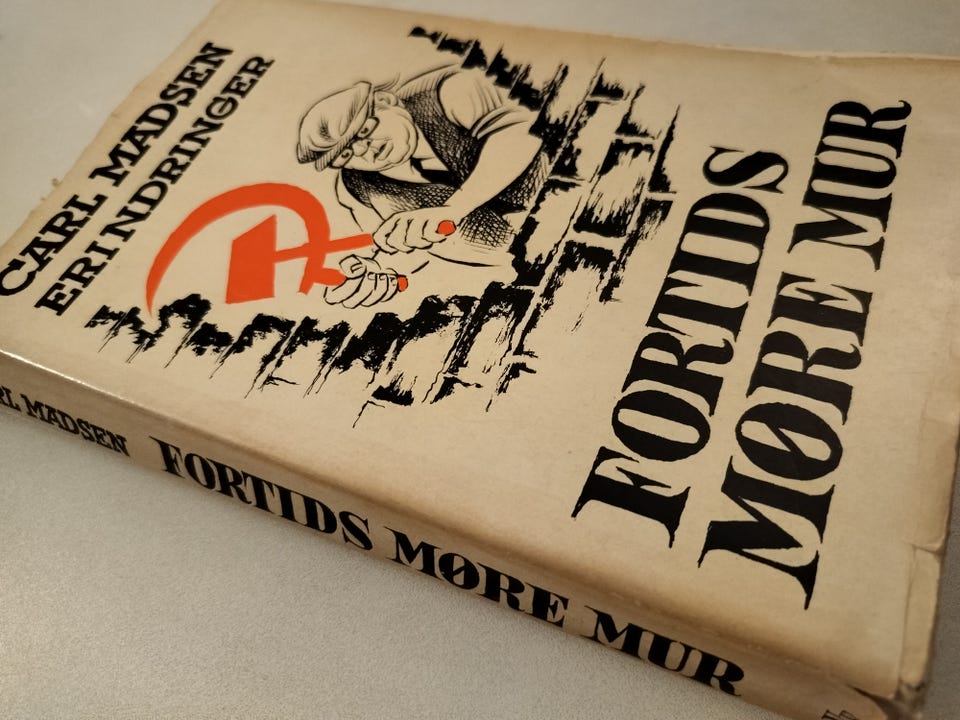 CARL MADSEN
ERINDRINGER
FORTIDS
MØRE MUR
MADSEN FORTIDS MØRE MUR